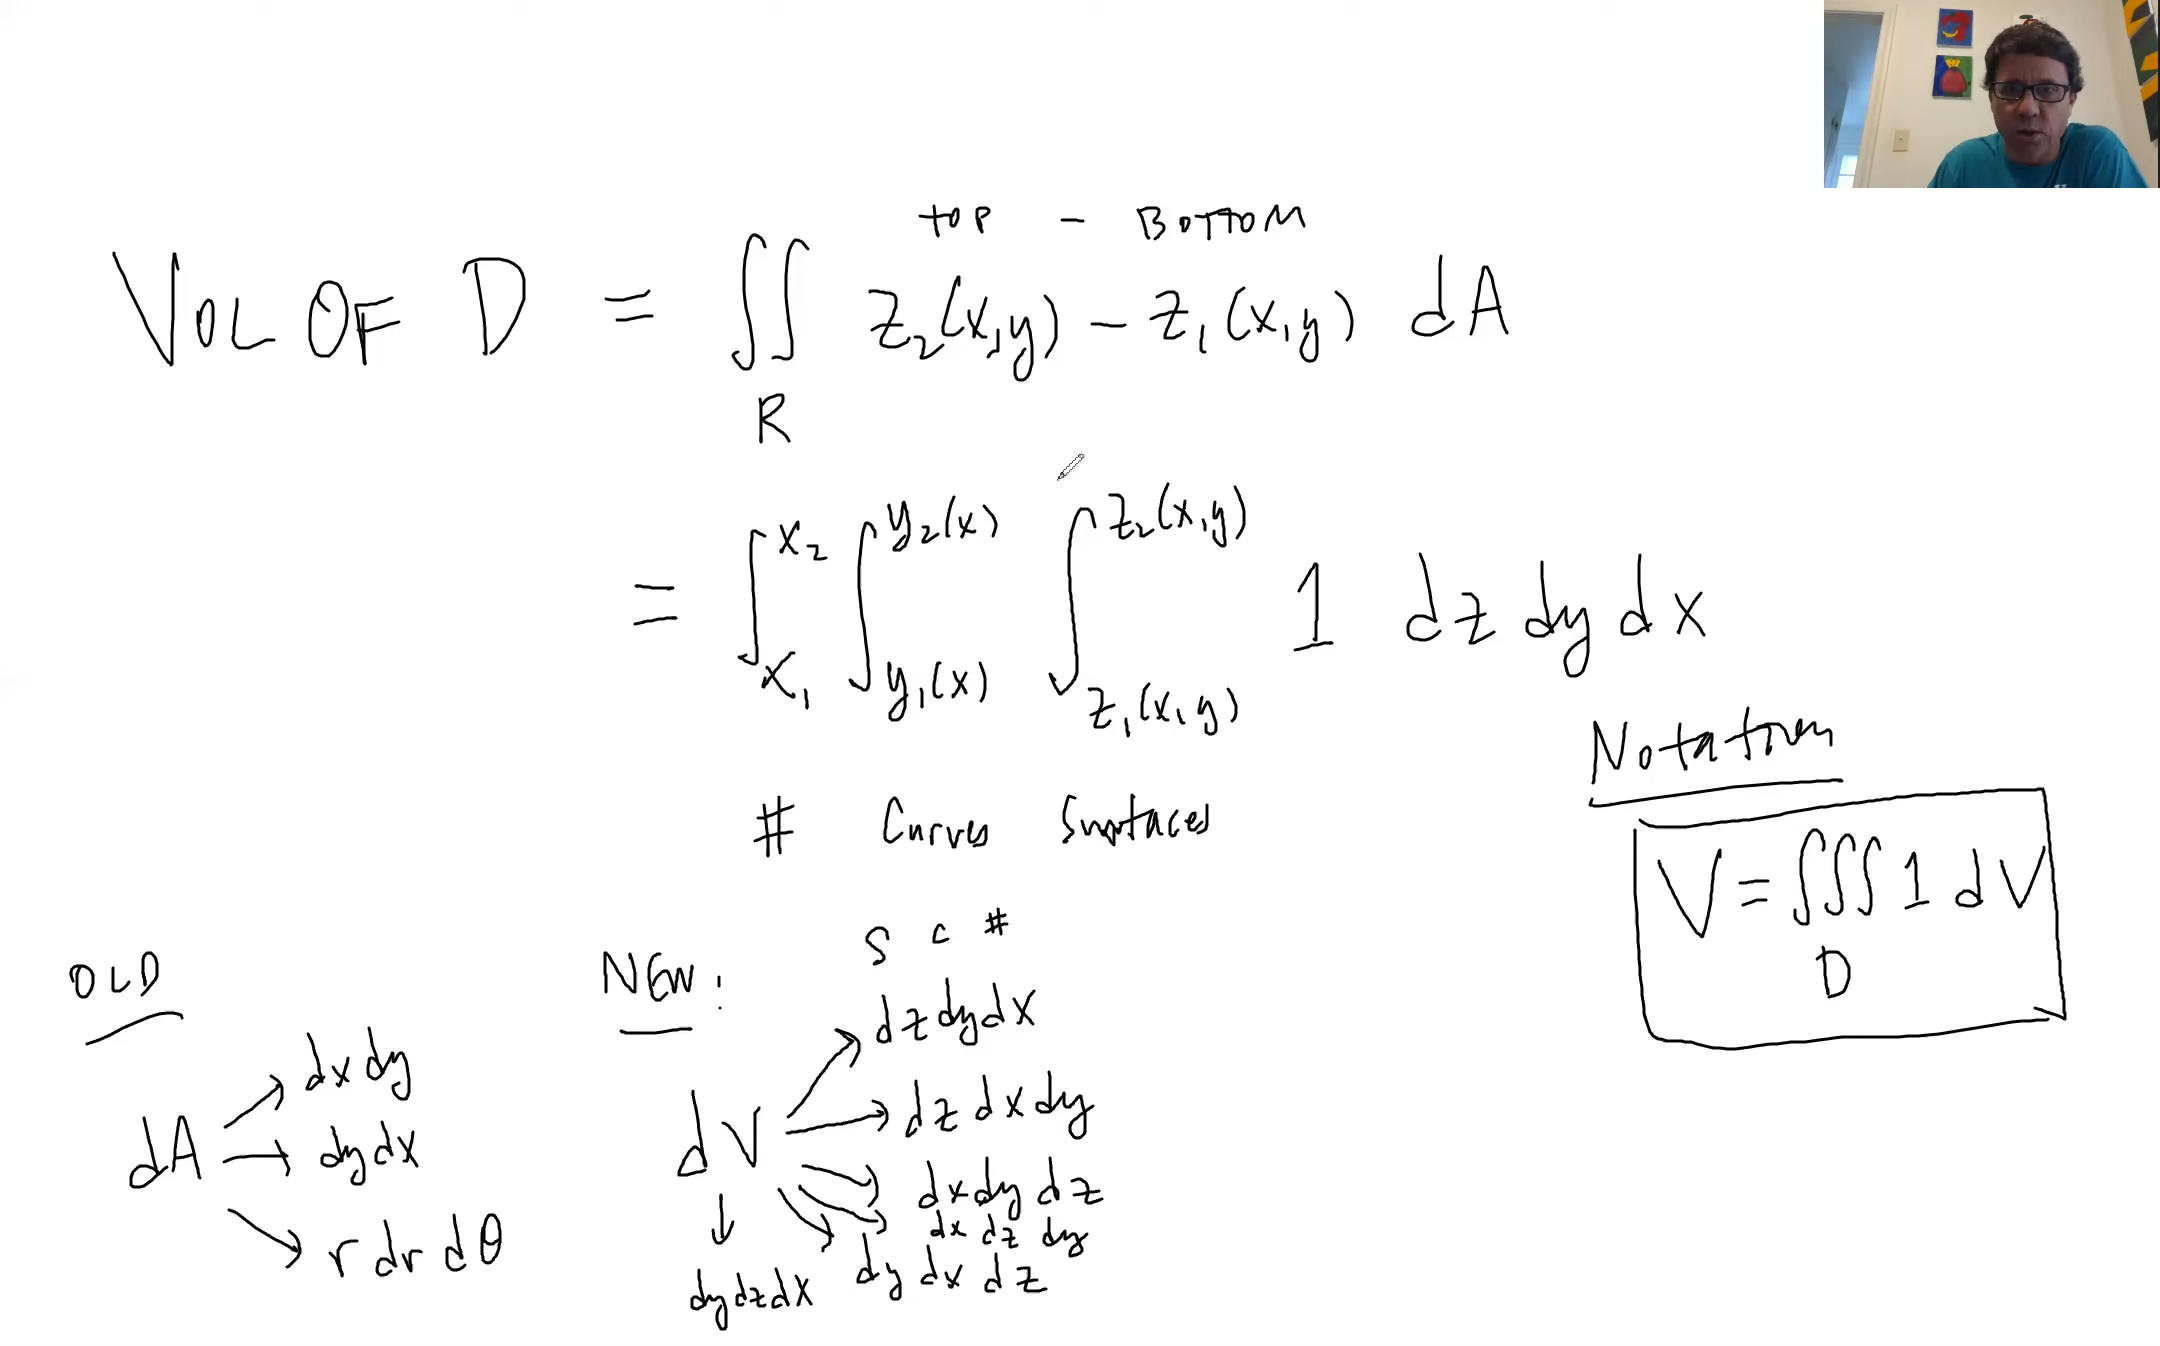 TOP - BOTTOM
VOL OF D = ∬_R z₂(x,y) - z₁(x,y) dA
= ∫_{x₁}^{x₂} ∫_{y₁(x)}^{y₂(x)} ∫_{z₁(x,y)}^{z₂(x,y)} 1 dz dy dx
# Curves Surfaces
Notation
V = ∭_D 1 dV
OLD
dA → dx dy
→ dy dx
→ r dr dθ
NEW:
S C #
dV → dz dy dx
→ dz dx dy
→ dx dy dz
→ dx dz dy
→ dy dx dz
↓ dy dz dx